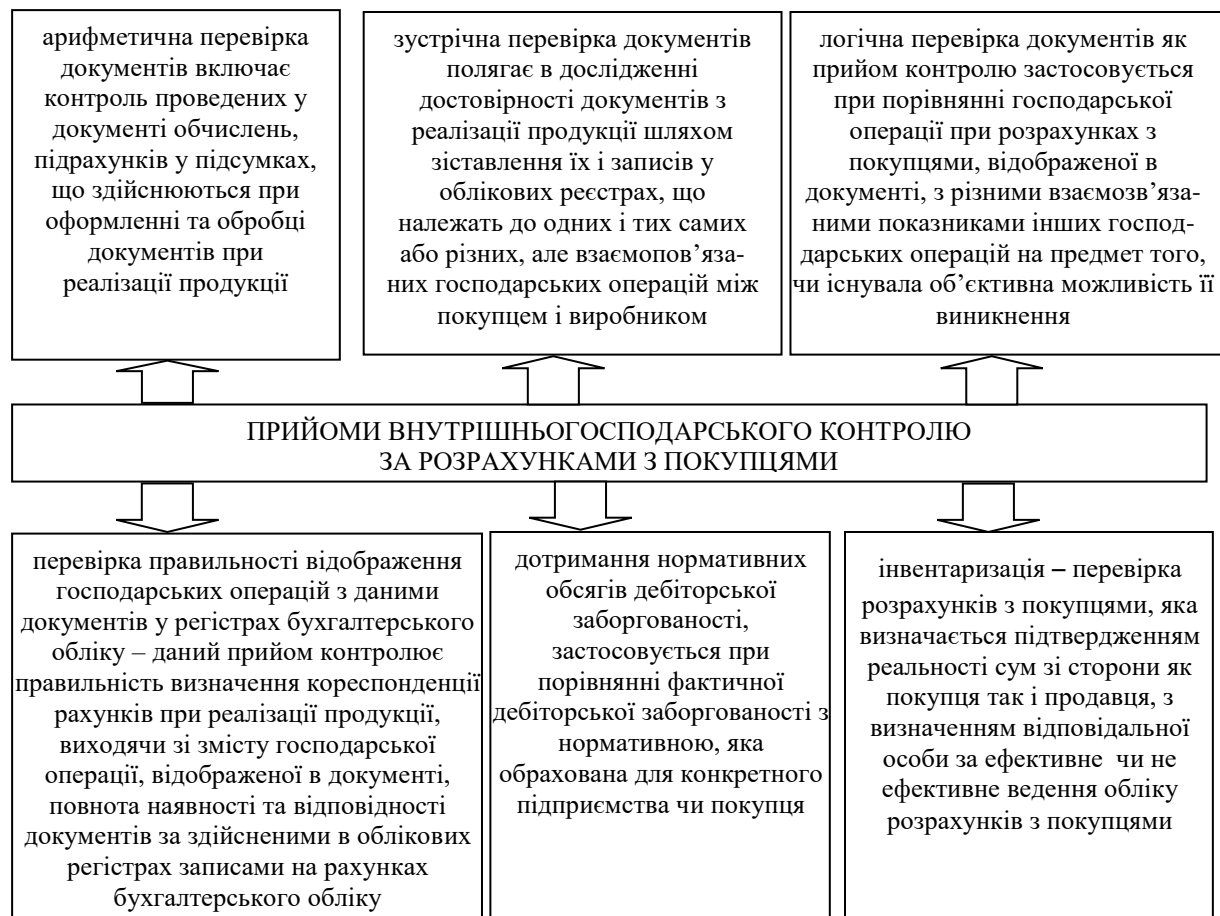 арифметична перевірка
документів включає
контроль проведених у
документі обчислень,
підрахунків у підсумках,
що здійснюються при
оформленні та обробці
документів при
реалізації продукції
зустрічна перевірка документів
полягає в дослідженні
достовірності документів з
реалізації продукції шляхом
зіставлення їх і записів у
облікових реєстрах, що
належать до одних і тих самих
або різних, але взаємопов’яза-
них господарських операцій між
покупцем і виробником
логічна перевірка документів як
прийом контролю застосовується
при порівнянні господарської
операції при розрахунках з
покупцями, відображеної в
документі, з різними взаємозв’яза-
ними показниками інших господ-
дарських операцій на предмет того,
чи існувала об’єктивна можливість її
виникнення
ПРИЙОМИ ВНУТРІШНЬОГОСПОДАРСЬКОГО КОНТРОЛЮ
ЗА РОЗРАХУНКАМИ З ПОКУПЦЯМИ
перевірка правильності відображення
господарських операцій з даними
документів у регістрах бухгалтерського
обліку – даний прийом контролює
правильність визначення кореспонденції
рахунків при реалізації продукції,
виходячи зі змісту господарської
операції, відображеної в документі,
повнота наявності та відповідності
документів за здійсненими в облікових
регістрах записами на рахунках
бухгалтерського обліку
дотримання нормативних
обсягів дебіторської
заборгованості,
застосовується при
порівнянні фактичної
дебіторської заборгованості з
нормативною, яка
обрахована для конкретного
підприємства чи покупця
інвентаризація – перевірка
розрахунків з покупцями, яка
визначається підтвердженням
реальності сум зі сторони як
покупця так і продавця, з
визначенням відповідальної
особи за ефективне чи не
ефективне ведення обліку
розрахунків з покупцями